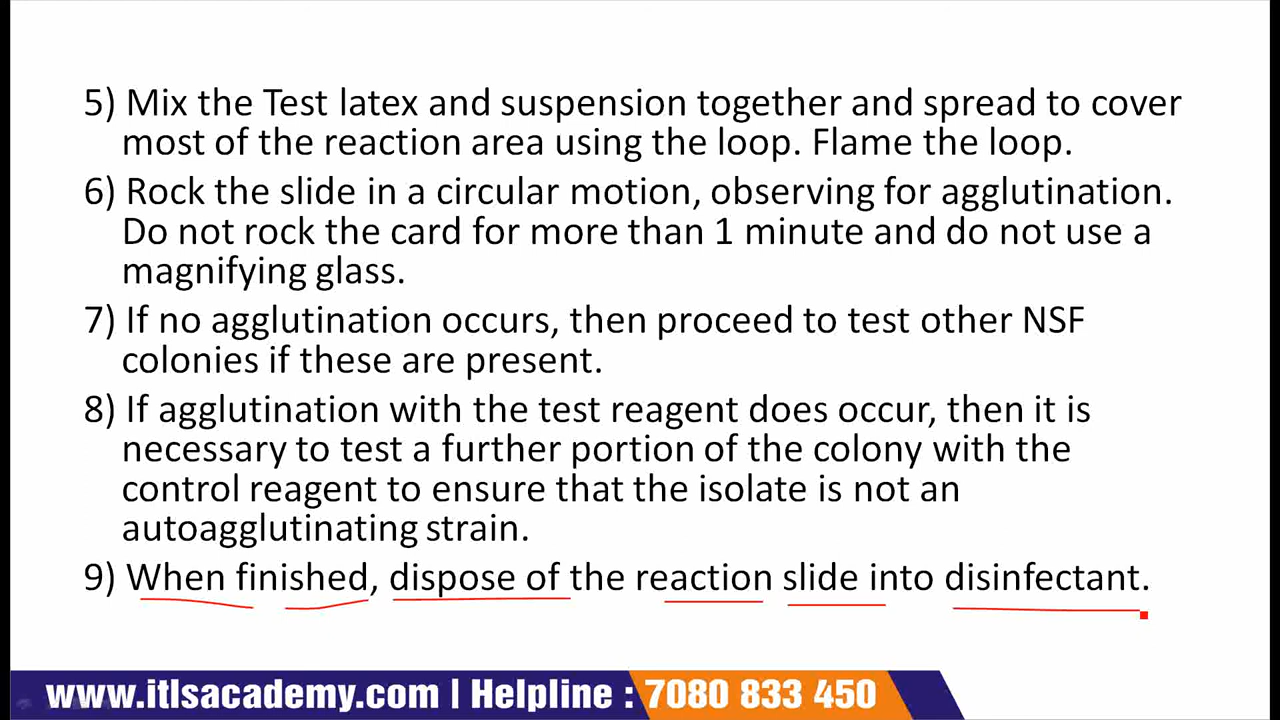 5) Mix the Test latex and suspension together and spread to cover
most of the reaction area using the loop. Flame the loop.
6) Rock the slide in a circular motion, observing for agglutination.
Do not rock the card for more than 1 minute and do not use a
magnifying glass.
7) If no agglutination occurs, then proceed to test other NSF
colonies if these are present.
8) If agglutination with the test reagent does occur, then it is
necessary to test a further portion of the colony with the
control reagent to ensure that the isolate is not an
autoagglutinating strain.
9) When finished, dispose of the reaction slide into disinfectant.
www.itlsacademy.com | Helpline : 7080 833 450